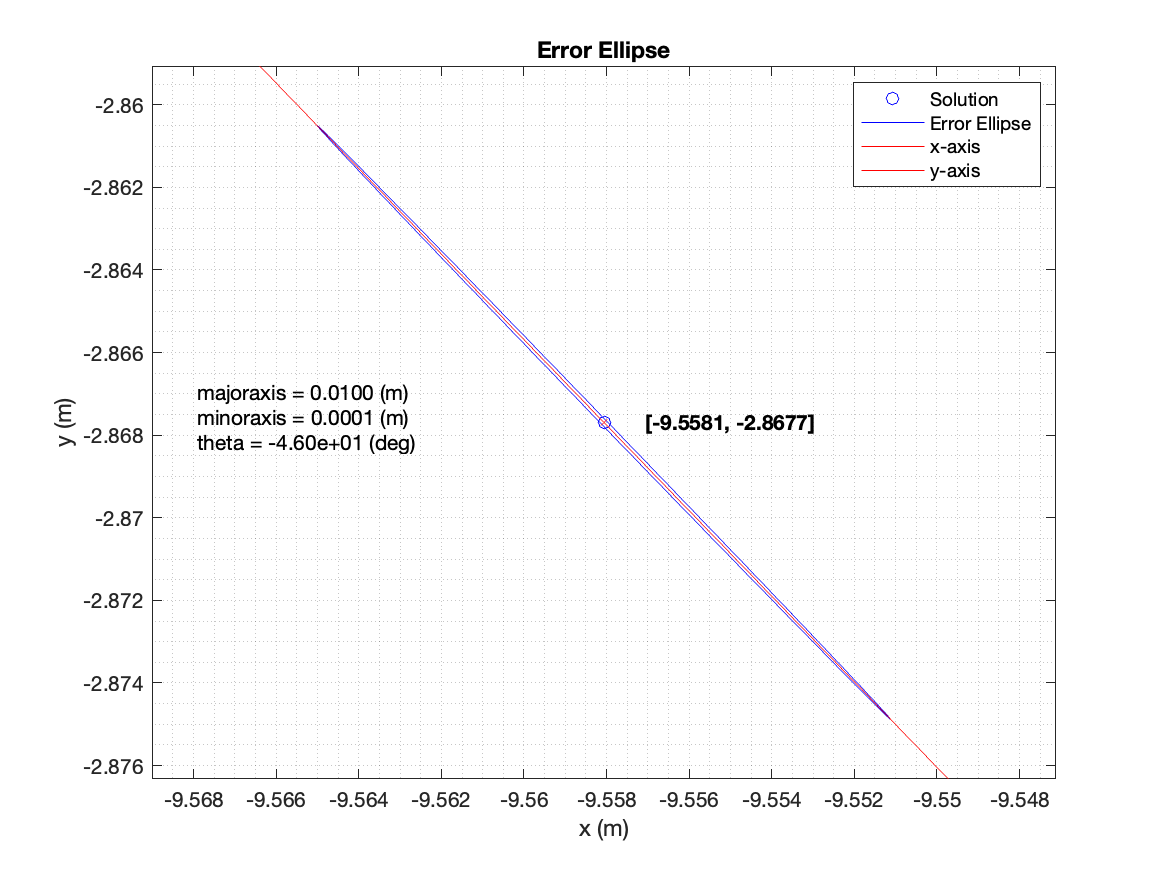 Error Ellipse
Solution
Error Ellipse
x-axis
y-axis
-2.86
-2.862
-2.864
-2.866
-2.868
-2.87
-2.872
-2.874
-2.876
y (m)
majoraxis = 0.0100 (m)
minoraxis = 0.0001 (m)
theta = -4.60e+01 (deg)
[-9.5581, -2.8677]
-9.568 -9.566 -9.564 -9.562 -9.56 -9.558 -9.556 -9.554 -9.552 -9.55 -9.548
x (m)